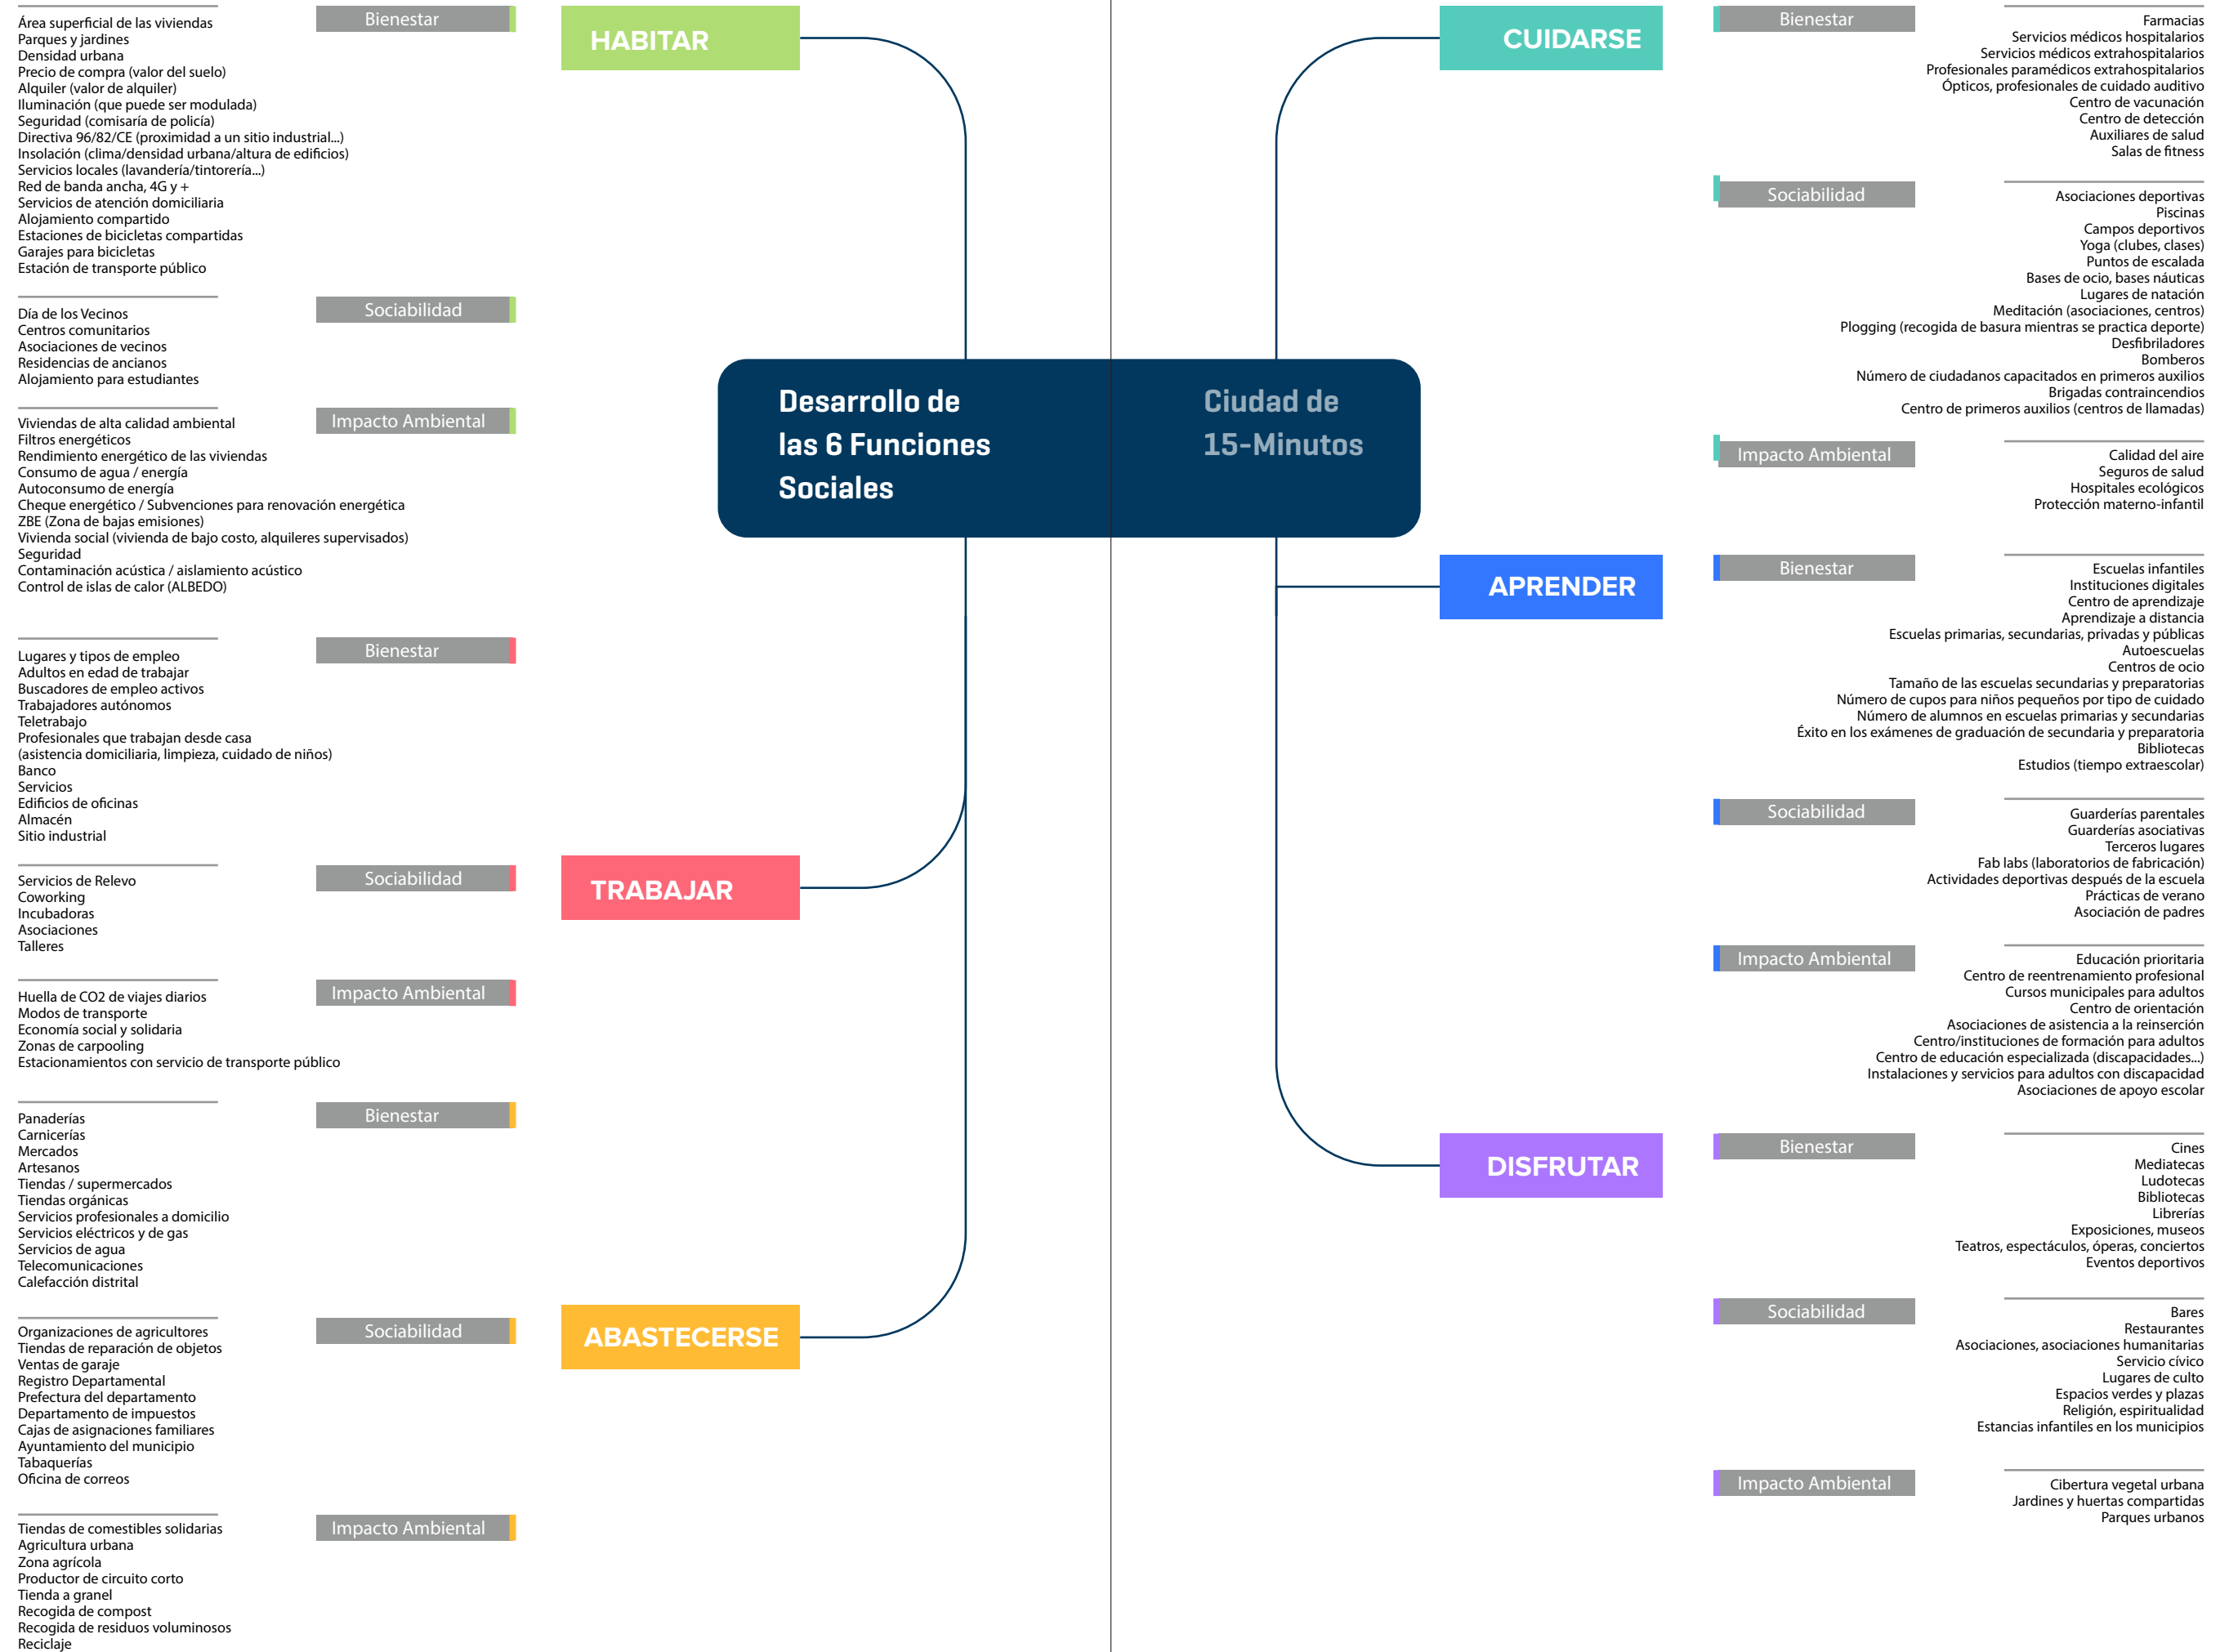 Desarrollo de
las 6 Funciones
Sociales
Ciudad de
15-Minutos
HABITAR
Bienestar
Área superficial de las viviendas
Parques y jardines
Densidad urbana
Precio de compra (valor del suelo)
Alquiler (valor de alquiler)
Iluminación (que puede ser modulada)
Seguridad (comisaría de policía)
Directiva 96/82/CE (proximidad a un sitio industrial...)
Insolación (clima/densidad urbana/altura de edificios)
Servicios locales (lavandería/tintorería...)
Red de banda ancha, 4G y +
Servicios de atención domiciliaria
Alojamiento compartido
Estaciones de bicicletas compartidas
Garajes para bicicletas
Estación de transporte público
Sociabilidad
Día de los Vecinos
Centros comunitarios
Asociaciones de vecinos
Residencias de ancianos
Alojamiento para estudiantes
Impacto Ambiental
Viviendas de alta calidad ambiental
Filtros energéticos
Rendimiento energético de las viviendas
Consumo de agua / energía
Autoconsumo de energía
Cheque energético / Subvenciones para renovación energética
ZBE (Zona de bajas emisiones)
Vivienda social (vivienda de bajo costo, alquileres supervisados)
Seguridad
Contaminación acústica / aislamiento acústico
Control de islas de calor (ALBEDO)
TRABAJAR
Bienestar
Lugares y tipos de empleo
Adultos en edad de trabajar
Buscadores de empleo activos
Trabajadores autónomos
Teletrabajo
Profesionales que trabajan desde casa
(asistencia domiciliaria, limpieza, cuidado de niños)
Banco
Servicios
Edificios de oficinas
Almacén
Sitio industrial
Sociabilidad
Servicios de Relevo
Coworking
Incubadoras
Asociaciones
Talleres
Impacto Ambiental
Huella de CO2 de viajes diarios
Modos de transporte
Economía social y solidaria
Zonas de carpooling
Estacionamientos con servicio de transporte público
ABASTECERSE
Bienestar
Panaderías
Carnicerías
Mercados
Artesanos
Tiendas / supermercados
Tiendas orgánicas
Servicios profesionales a domicilio
Servicios eléctricos y de gas
Servicios de agua
Telecomunicaciones
Calefacción distrital
Sociabilidad
Organizaciones de agricultores
Tiendas de reparación de objetos
Ventas de garaje
Registro Departamental
Prefectura del departamento
Departamento de impuestos
Cajas de asignaciones familiares
Ayuntamiento del municipio
Tabaquerías
Oficina de correos
Impacto Ambiental
Tiendas de comestibles solidarias
Agricultura urbana
Zona agrícola
Productor de circuito corto
Tienda a granel
Recogida de compost
Recogida de residuos voluminosos
Reciclaje
CUIDARSE
Bienestar
Farmacias
Servicios médicos hospitalarios
Servicios médicos extrahospitalarios
Profesionales paramédicos extrahospitalarios
Ópticos, profesionales de cuidado auditivo
Centro de vacunación
Centro de detección
Auxiliares de salud
Salas de fitness
Sociabilidad
Asociaciones deportivas
Piscinas
Campos deportivos
Yoga (clubes, clases)
Puntos de escalada
Bases de ocio, bases náuticas
Lugares de natación
Meditación (asociaciones, centros)
Plogging (recogida de basura mientras se practica deporte)
Desfibriladores
Bomberos
Número de ciudadanos capacitados en primeros auxilios
Brigadas contraincendios
Centro de primeros auxilios (centros de llamadas)
Impacto Ambiental
Calidad del aire
Seguros de salud
Hospitales ecológicos
Protección materno-infantil
APRENDER
Bienestar
Escuelas infantiles
Instituciones digitales
Centro de aprendizaje
Aprendizaje a distancia
Escuelas primarias, secundarias, privadas y públicas
Autoescuelas
Centros de ocio
Tamaño de las escuelas secundarias y preparatorias
Número de cupos para niños pequeños por tipo de cuidado
Número de alumnos en escuelas primarias y secundarias
Éxito en los exámenes de graduación de secundaria y preparatoria
Bibliotecas
Estudios (tiempo extraescolar)
Sociabilidad
Guarderías parentales
Guarderías asociativas
Terceros lugares
Fab labs (laboratorios de fabricación)
Actividades deportivas después de la escuela
Prácticas de verano
Asociación de padres
Impacto Ambiental
Educación prioritaria
Centro de reentrenamiento profesional
Cursos municipales para adultos
Centro de orientación
Asociaciones de asistencia a la reinserción
Centro/instituciones de formación para adultos
Centro de educación especializada (discapacidades...)
Instalaciones y servicios para adultos con discapacidad
Asociaciones de apoyo escolar
DISFRUTAR
Bienestar
Cines
Mediatecas
Ludotecas
Bibliotecas
Librerías
Exposiciones, museos
Teatros, espectáculos, óperas, conciertos
Eventos deportivos
Sociabilidad
Bares
Restaurantes
Asociaciones, asociaciones humanitarias
Servicio cívico
Lugares de culto
Espacios verdes y plazas
Religión, espiritualidad
Estancias infantiles en los municipios
Impacto Ambiental
Cibertura vegetal urbana
Jardines y huertas compartidas
Parques urbanos